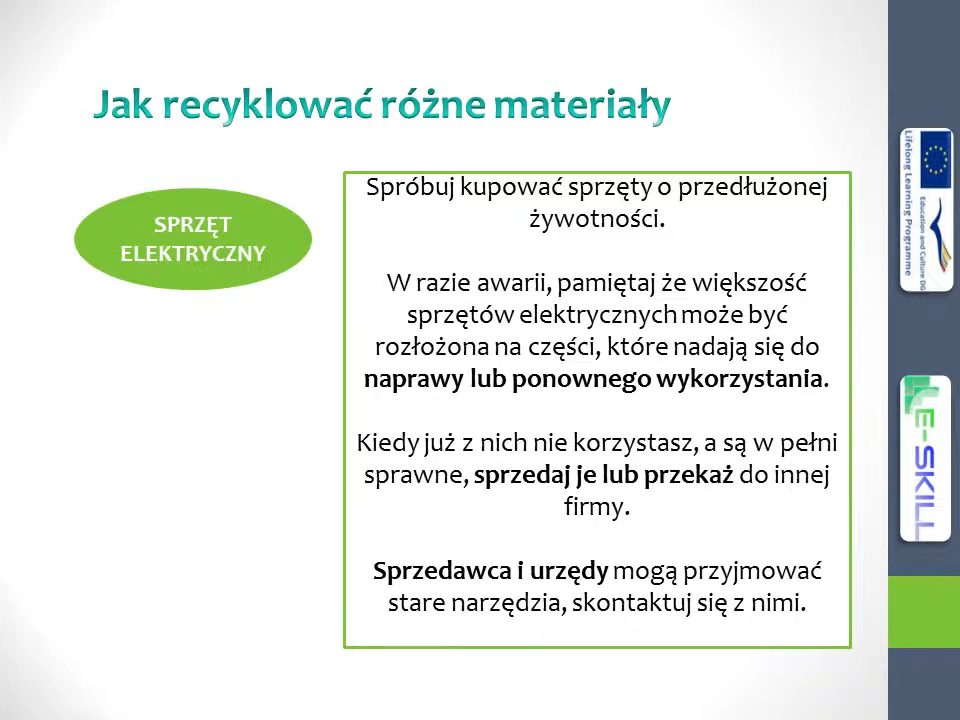 Jak recyklować różne materiały
SPRZĘT
ELEKTRYCZNY
Spróbuj kupować sprzęty o przedłużonej
żywotności.
W razie awarii, pamiętaj że większość
sprzętów elektrycznych może być
rozłożona na części, które nadają się do
naprawy lub ponownego wykorzystania.
Kiedy już z nich nie korzystasz, a są w pełni
sprawne, sprzedaj je lub przekaż do innej
firmy.
Sprzedawca i urzędy mogą przyjmować
stare narzędzia, skontaktuj się z nimi.
Education and Culture DG
Lifelong Learning Programme
E-SKILL